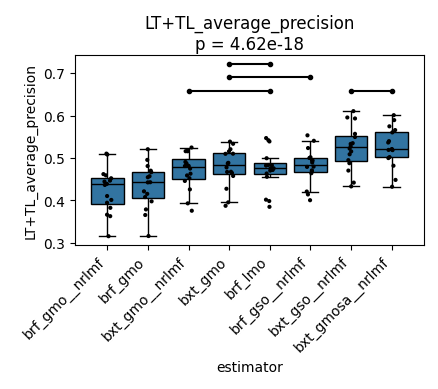 LT+TL_average_precision
p = 4.62e-18
LT+TL_average_precision
0.7
0.6
0.5
0.4
0.3
brf_gmo__nrlmf
brf_gmo
bxt_gmo__nrlmf
bxt_gmo
brf_lmo
brf_gso__nrlmf
bxt_gso__nrlmf
bxt_gmosa__nrlmf
estimator